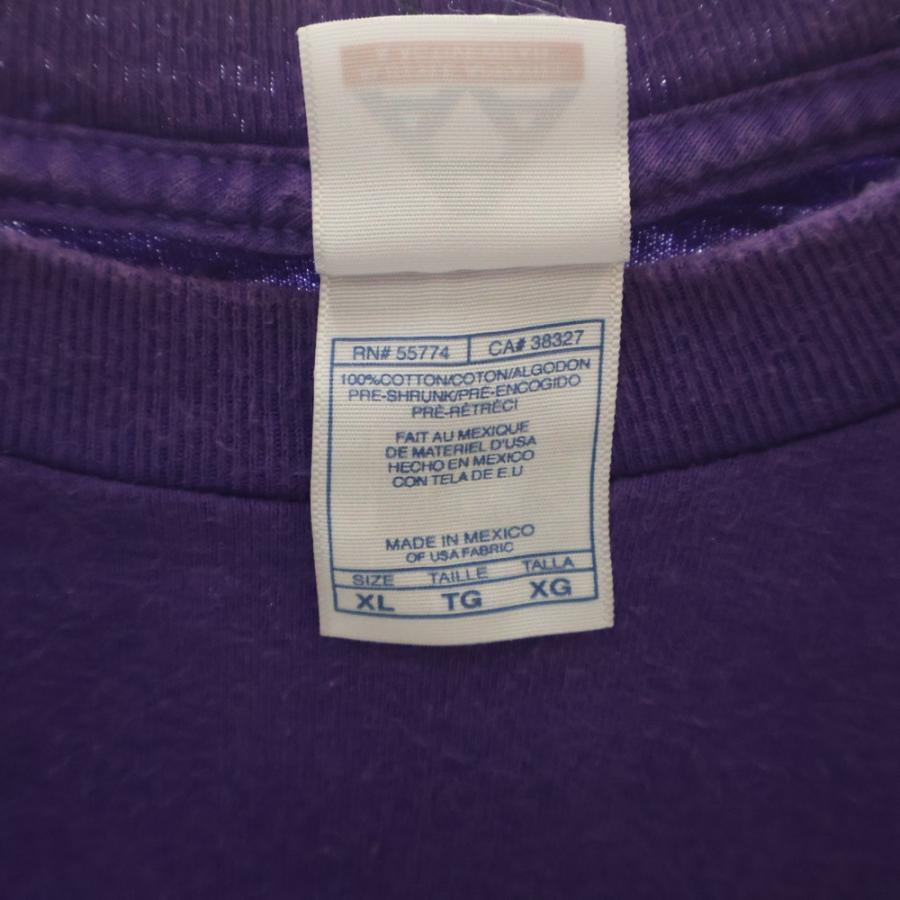 RN# 55774 CA# 38327
100%COTTON/COTON/ALGODON
PRE-SHRUNK/PRÉ-ENCOGIDO
PRÉ-RÉTRÉCI
FAIT AU MEXIQUE
DE MATERIEL D'USA
HECHO EN MEXICO
CON TELA DE E.U
MADE IN MEXICO
OF USA FABRIC
SIZE TAILLE TALLA
XL TG XG